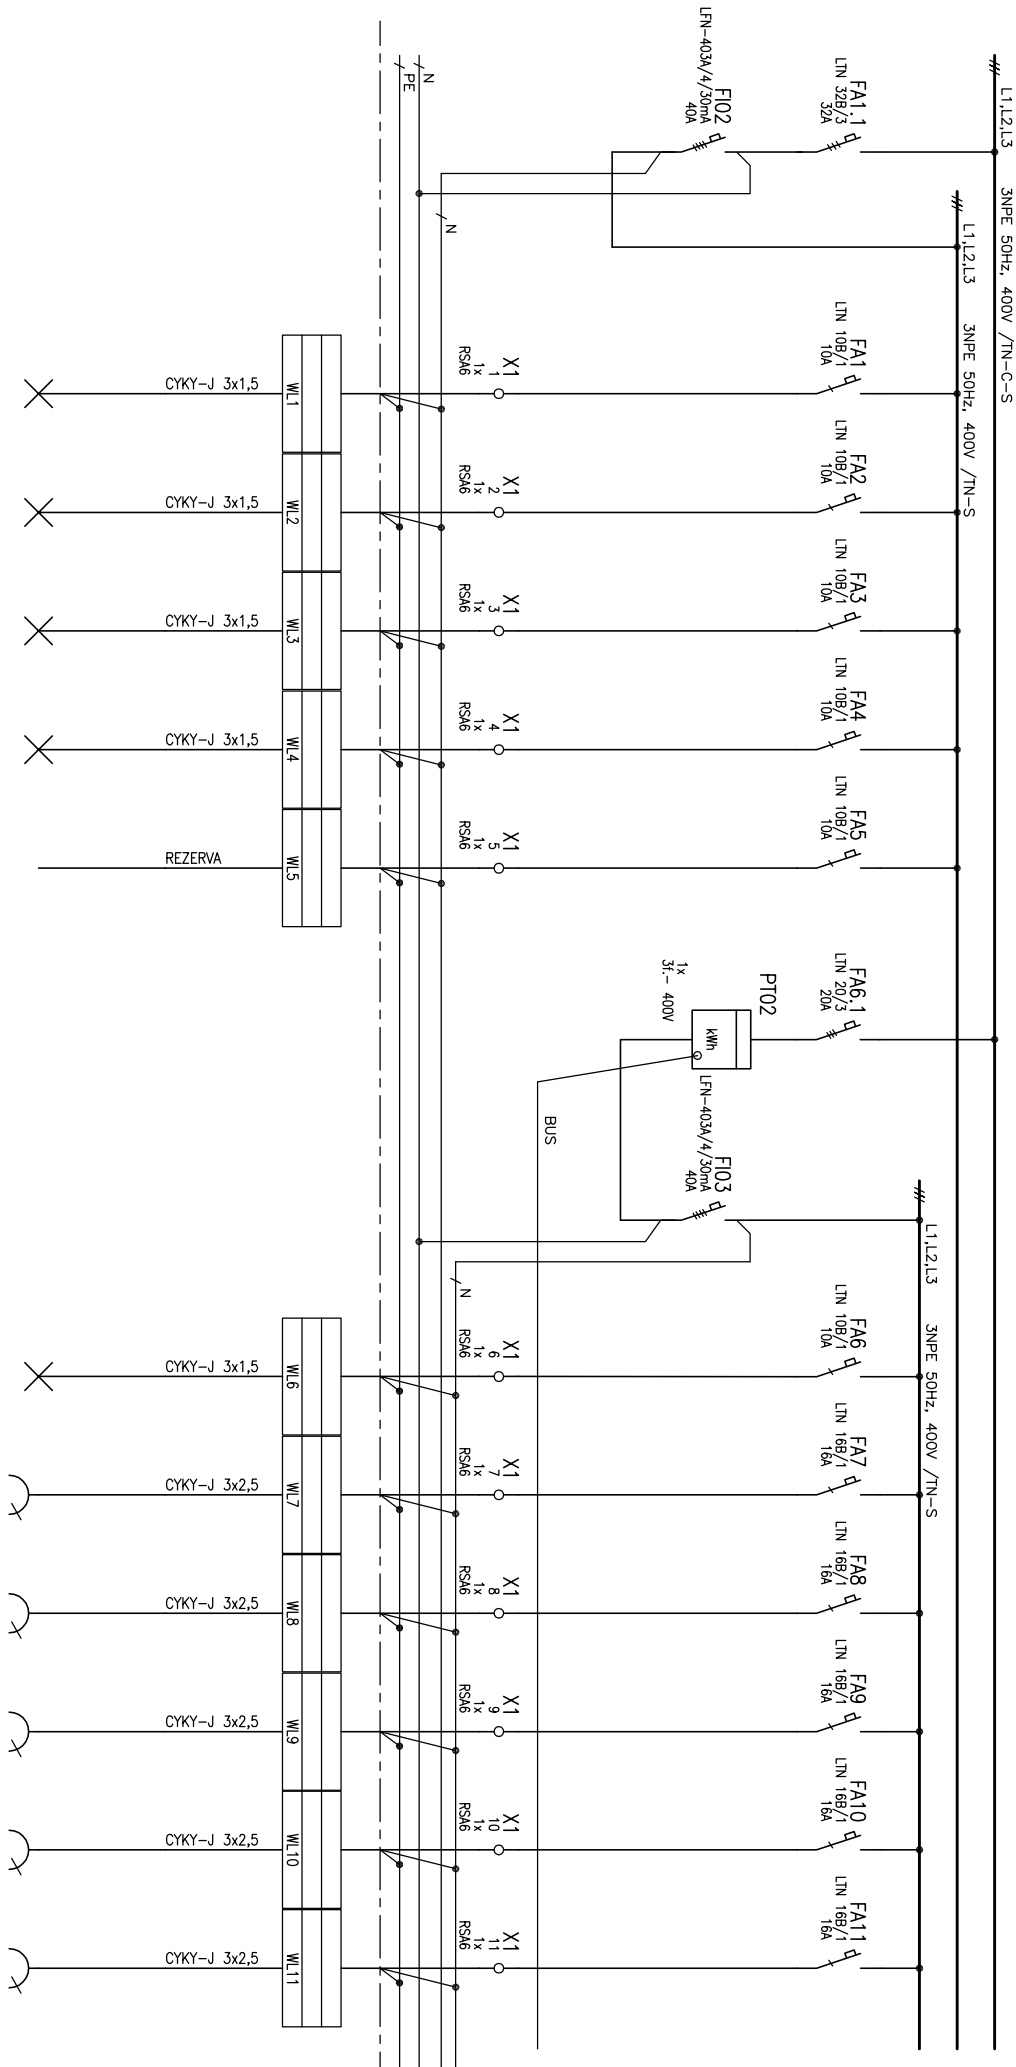 L1,L2,L3 3NPE 50Hz, 400V /TN-C-S
L1,L2,L3 3NPE 50Hz, 400V /TN-S
L1,L2,L3 3NPE 50Hz, 400V /TN-S
FA1.1
LTN 32B/3
32A
FA1
LTN 10B/1
10A
FA2
LTN 10B/1
10A
FA3
LTN 10B/1
10A
FA4
LTN 10B/1
10A
FA5
LTN 10B/1
10A
FA6.1
LTN 20/3
20A
FA6
LTN 10B/1
10A
FA7
LTN 16B/1
16A
FA8
LTN 16B/1
16A
FA9
LTN 16B/1
16A
FA10
LTN 16B/1
16A
FA11
LTN 16B/1
16A
FI02
LFN-403A/4/30mA
40A
PT02
kWh
1x
3f.- 400V
FI03
LFN-403A/4/30mA
40A
BUS
X1
1
1x
RSA6
X1
2
1x
RSA6
X1
3
1x
RSA6
X1
4
1x
RSA6
X1
5
1x
RSA6
X1
6
1x
RSA6
X1
7
1x
RSA6
X1
8
1x
RSA6
X1
9
1x
RSA6
X1
10
1x
RSA6
X1
11
1x
RSA6
N
PE
N
N
WL1
WL2
WL3
WL4
WL5
WL6
WL7
WL8
WL9
WL10
WL11
CYKY-J 3x1,5
CYKY-J 3x1,5
CYKY-J 3x1,5
CYKY-J 3x1,5
REZERVA
CYKY-J 3x1,5
CYKY-J 3x2,5
CYKY-J 3x2,5
CYKY-J 3x2,5
CYKY-J 3x2,5
CYKY-J 3x2,5